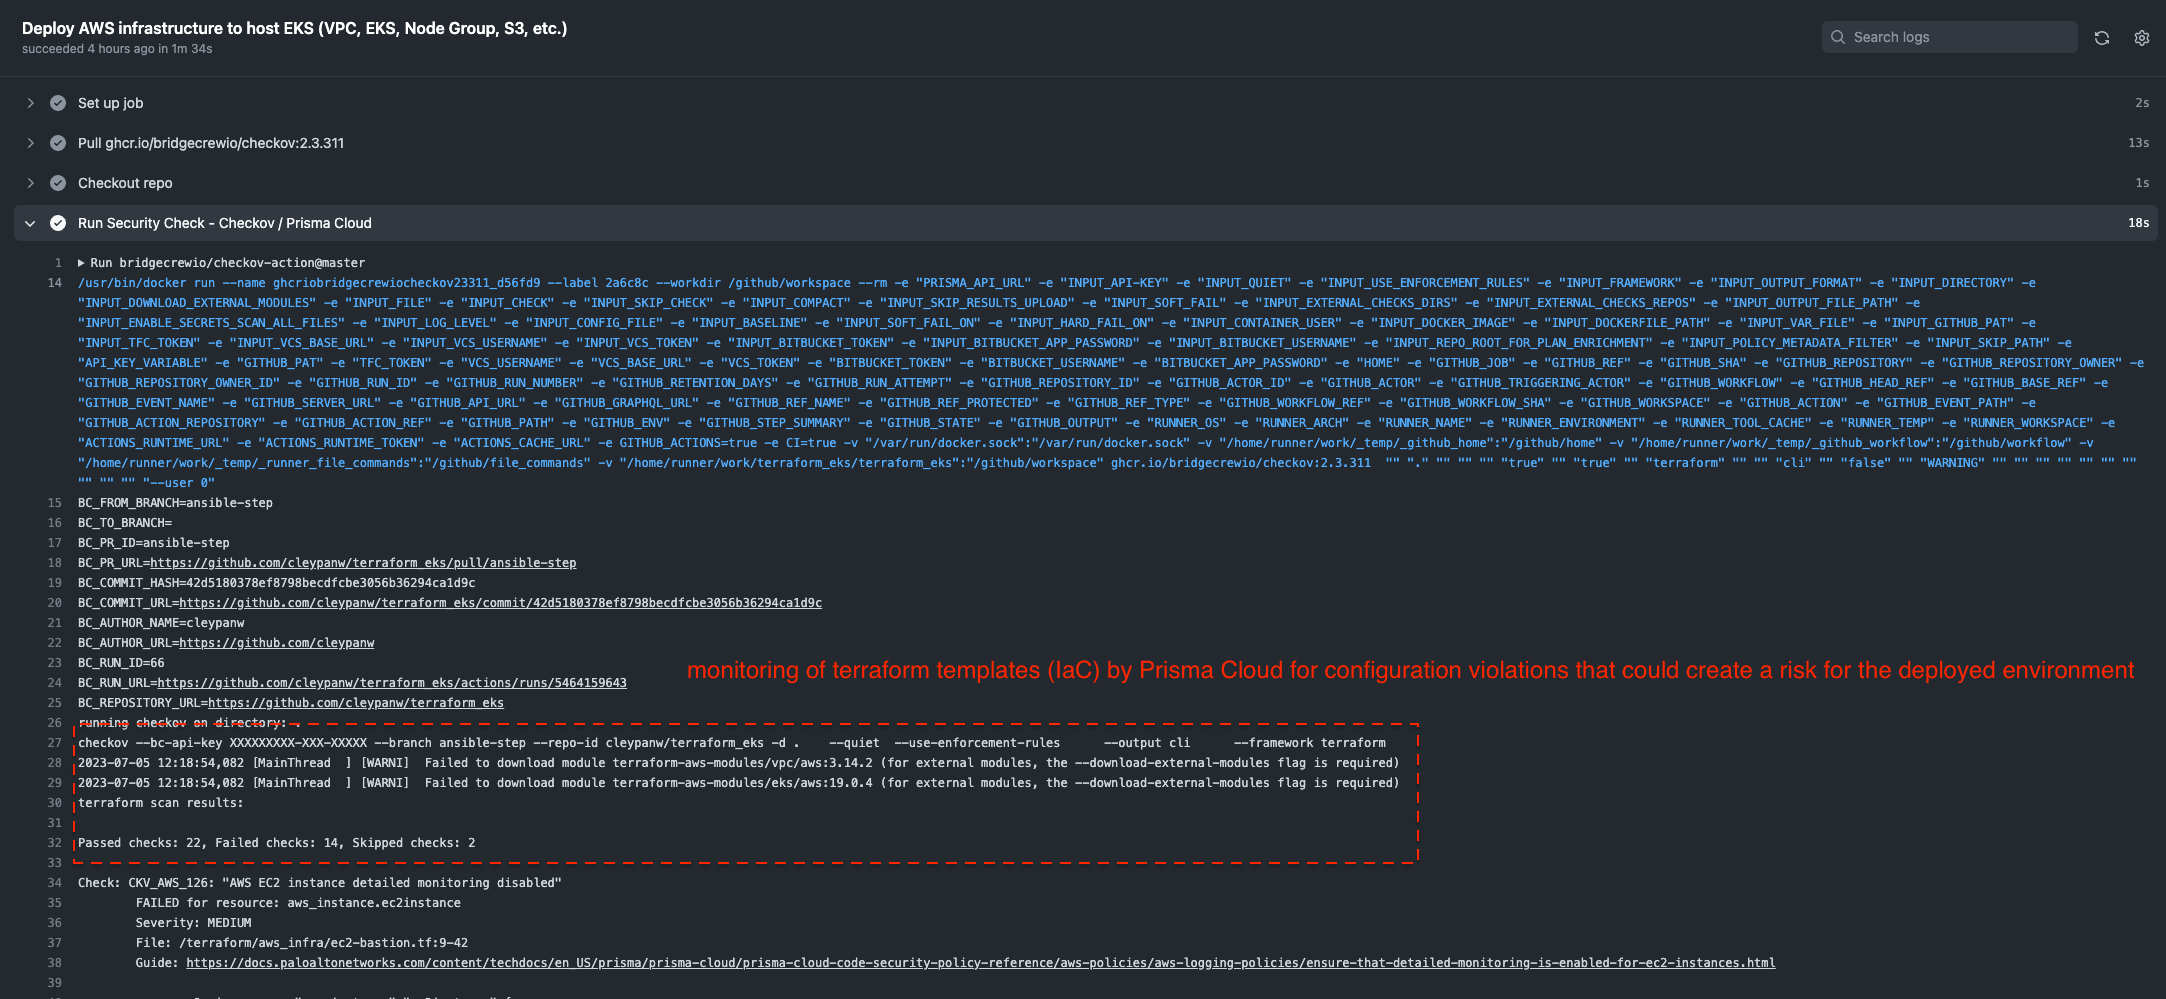 Deploy AWS infrastructure to host EKS (VPC, EKS, Node Group, S3, etc.)
succeeded 4 hours ago in 1m 34s
Search logs
Set up job 2s
Pull ghcr.io/bridgecrewio/checkov:2.3.311 13s
Checkout repo 1s
Run Security Check - Checkov / Prisma Cloud 18s
1 Run bridgecrewio/checkov-action@master
14 /usr/bin/docker run --name ghcriobridgecrewiocheckov23311_d56fd9 --label 2a6c8c --workdir /github/workspace --rm -e "PRISMA_API_URL" -e "INPUT_API-KEY" -e "INPUT_QUIET" -e "INPUT_USE_ENFORCEMENT_RULES" -e "INPUT_FRAMEWORK" -e "INPUT_OUTPUT_FORMAT" -e "INPUT_DIRECTORY" -e
"INPUT_DOWNLOAD_EXTERNAL_MODULES" -e "INPUT_FILE" -e "INPUT_CHECK" -e "INPUT_SKIP_CHECK" -e "INPUT_COMPACT" -e "INPUT_SKIP_RESULTS_UPLOAD" -e "INPUT_SOFT_FAIL" -e "INPUT_EXTERNAL_CHECKS_DIRS" -e "INPUT_EXTERNAL_CHECKS_REPOS" -e "INPUT_OUTPUT_FILE_PATH" -e
"INPUT_ENABLE_SECRETS_SCAN_ALL_FILES" -e "INPUT_LOG_LEVEL" -e "INPUT_CONFIG_FILE" -e "INPUT_BASELINE" -e "INPUT_SOFT_FAIL_ON" -e "INPUT_HARD_FAIL_ON" -e "INPUT_CONTAINER_USER" -e "INPUT_DOCKER_IMAGE" -e "INPUT_DOCKERFILE_PATH" -e "INPUT_VAR_FILE" -e "INPUT_GITHUB_PAT" -e
"INPUT_TFC_TOKEN" -e "INPUT_VCS_BASE_URL" -e "INPUT_VCS_USERNAME" -e "INPUT_VCS_TOKEN" -e "INPUT_BITBUCKET_TOKEN" -e "INPUT_BITBUCKET_APP_PASSWORD" -e "INPUT_BITBUCKET_USERNAME" -e "INPUT_REPO_ROOT_FOR_PLAN_ENRICHMENT" -e "INPUT_POLICY_METADATA_FILTER" -e "INPUT_SKIP_PATH" -e
"API_KEY_VARIABLE" -e "GITHUB_PAT" -e "TFC_TOKEN" -e "VCS_USERNAME" -e "VCS_BASE_URL" -e "VCS_TOKEN" -e "BITBUCKET_TOKEN" -e "BITBUCKET_USERNAME" -e "BITBUCKET_APP_PASSWORD" -e "HOME" -e "GITHUB_JOB" -e "GITHUB_REF" -e "GITHUB_SHA" -e "GITHUB_REPOSITORY" -e "GITHUB_REPOSITORY_OWNER" -e
"GITHUB_REPOSITORY_OWNER_ID" -e "GITHUB_RUN_ID" -e "GITHUB_RUN_NUMBER" -e "GITHUB_RETENTION_DAYS" -e "GITHUB_RUN_ATTEMPT" -e "GITHUB_REPOSITORY_ID" -e "GITHUB_ACTOR_ID" -e "GITHUB_ACTOR" -e "GITHUB_TRIGGERING_ACTOR" -e "GITHUB_WORKFLOW" -e "GITHUB_HEAD_REF" -e "GITHUB_BASE_REF" -e
"GITHUB_EVENT_NAME" -e "GITHUB_SERVER_URL" -e "GITHUB_API_URL" -e "GITHUB_GRAPHQL_URL" -e "GITHUB_REF_NAME" -e "GITHUB_REF_PROTECTED" -e "GITHUB_REF_TYPE" -e "GITHUB_WORKFLOW_REF" -e "GITHUB_WORKFLOW_SHA" -e "GITHUB_WORKSPACE" -e "GITHUB_ACTION" -e "GITHUB_EVENT_PATH" -e
"GITHUB_ACTION_REPOSITORY" -e "GITHUB_ACTION_REF" -e "GITHUB_PATH" -e "GITHUB_ENV" -e "GITHUB_STEP_SUMMARY" -e "GITHUB_STATE" -e "GITHUB_OUTPUT" -e "RUNNER_OS" -e "RUNNER_ARCH" -e "RUNNER_NAME" -e "RUNNER_ENVIRONMENT" -e "RUNNER_TOOL_CACHE" -e "RUNNER_TEMP" -e "RUNNER_WORKSPACE" -e
"ACTIONS_RUNTIME_URL" -e "ACTIONS_RUNTIME_TOKEN" -e "ACTIONS_CACHE_URL" -e GITHUB_ACTIONS=true -e CI=true -v "/var/run/docker.sock":"/var/run/docker.sock" -v "/home/runner/work/_temp/_github_home":"/github/home" -v "/home/runner/work/_temp/_github_workflow":"/github/workflow" -v
"/home/runner/work/_temp/_runner_file_commands":"/github/file_commands" -v "/home/runner/work/terraform_eks/terraform_eks":"/github/workspace" ghcr.io/bridgecrewio/checkov:2.3.311 "" "." "" "" "" "true" "" "true" "" "terraform" "" "" "cli" "" "false" "" "WARNING" "" "" "" "" "" "" "" ""
"" "" "" "" "--user 0"
15 BC_FROM_BRANCH=ansible-step
16 BC_TO_BRANCH=
17 BC_PR_ID=ansible-step
18 BC_PR_URL=https://github.com/cleypanw/terraform_eks/pull/ansible-step
19 BC_COMMIT_HASH=42d5180378ef8798becdfcbe3056b36294ca1d9c
20 BC_COMMIT_URL=https://github.com/cleypanw/terraform_eks/commit/42d5180378ef8798becdfcbe3056b36294ca1d9c
21 BC_AUTHOR_NAME=cleypanw
22 BC_AUTHOR_URL=https://github.com/cleypanw
23 BC_RUN_ID=66
monitoring of terraform templates (IaC) by Prisma Cloud for configuration violations that could create a risk for the deployed environment
24 BC_RUN_URL=https://github.com/cleypanw/terraform_eks/actions/runs/5464159643
25 BC_REPOSITORY_URL=https://github.com/cleypanw/terraform_eks
26 running checkov on directory: .
27 checkov --bc-api-key XXXXXXXXX-XXX-XXXXX --branch ansible-step --repo-id cleypanw/terraform_eks -d . --quiet --use-enforcement-rules --output cli --framework terraform
28 2023-07-05 12:18:54,082 [MainThread ] [WARNI] Failed to download module terraform-aws-modules/vpc/aws:3.14.2 (for external modules, the --download-external-modules flag is required)
29 2023-07-05 12:18:54,082 [MainThread ] [WARNI] Failed to download module terraform-aws-modules/eks/aws:19.0.4 (for external modules, the --download-external-modules flag is required)
30 terraform scan results:
31
32 Passed checks: 22, Failed checks: 14, Skipped checks: 2
33
34 Check: CKV_AWS_126: "AWS EC2 instance detailed monitoring disabled"
35 FAILED for resource: aws_instance.ec2instance
36 Severity: MEDIUM
37 File: /terraform/aws_infra/ec2-bastion.tf:9-42
38 Guide: https://docs.paloaltonetworks.com/content/techdocs/en_US/prisma/prisma-cloud/prisma-cloud-code-security-policy-reference/aws-policies/aws-logging-policies/ensure-that-detailed-monitoring-is-enabled-for-ec2-instances.html
39